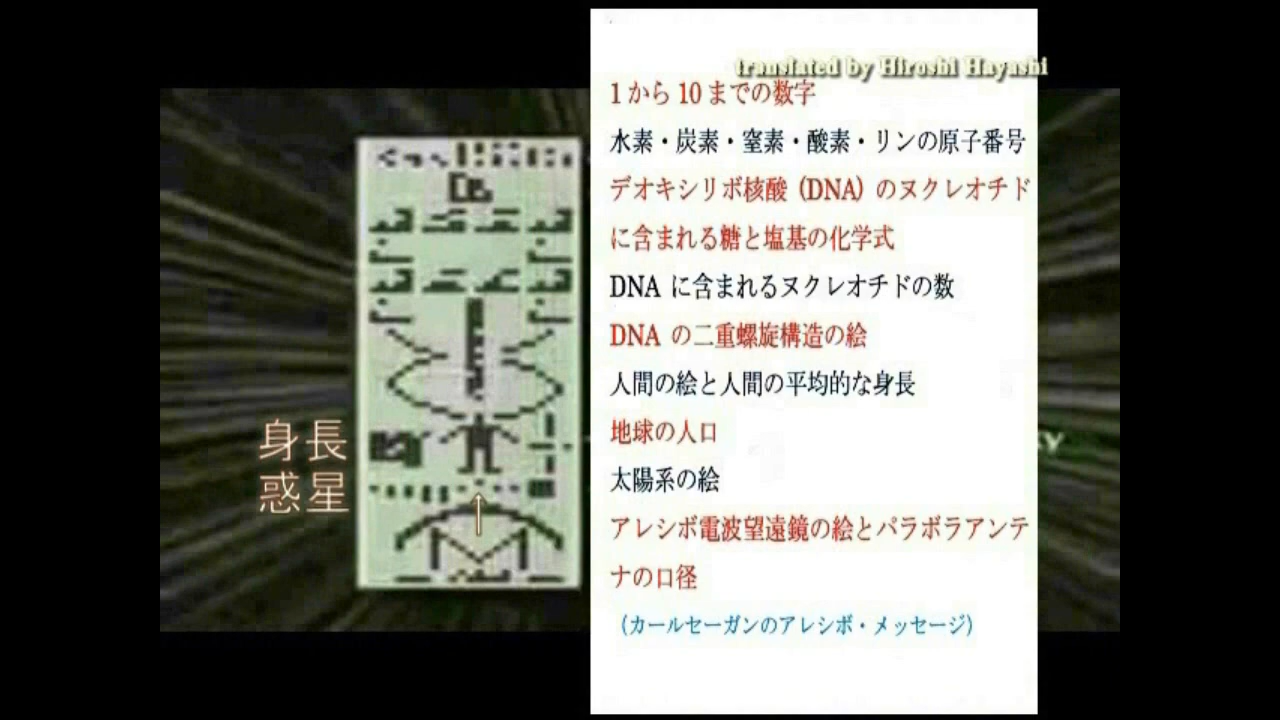 translated by Hiroshi Hayashi
1から10までの数字
水素・炭素・窒素・酸素・リンの原子番号
デオキシリボ核酸(DNA)のヌクレオチド
に含まれる糖と塩基の化学式
DNA に含まれるヌクレオチドの数
DNA の二重螺旋構造の絵
人間の絵と人間の平均的な身長
地球の人口
太陽系の絵
アレシボ電波望遠鏡の絵とパラボラアンテ
ナの口径
(カールセーガンのアレシボ・メッセージ)
身長
惑星